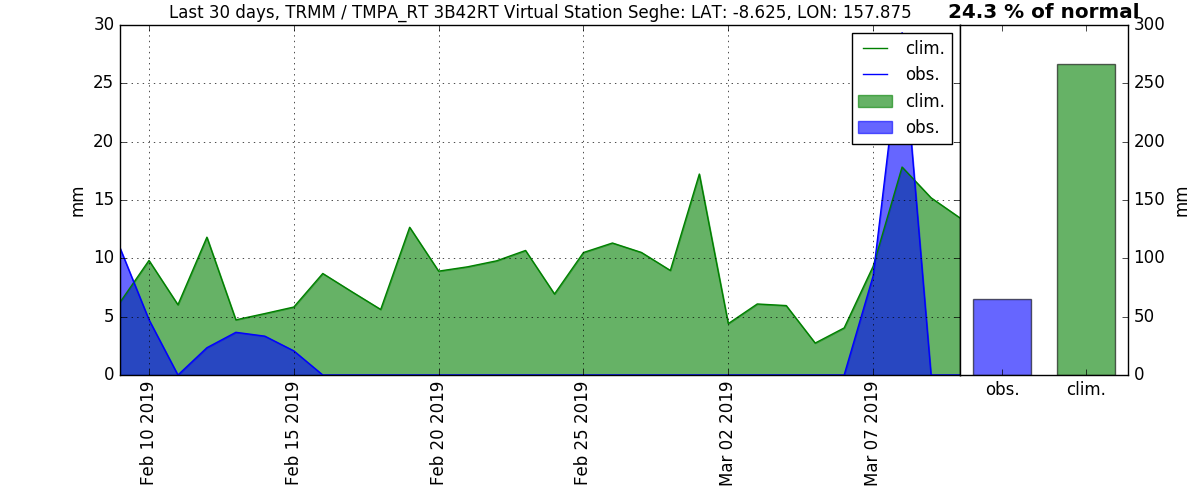 Last 30 days, TRMM / TMPA_RT 3B42RT Virtual Station Seghe: LAT: -8.625, LON: 157.875
24.3 % of normal
30
25
20
15
10
5
0
mm
clim.
obs.
clim.
obs.
300
250
200
150
100
50
0
mm
obs.
clim.
Feb 10 2019
Feb 15 2019
Feb 20 2019
Feb 25 2019
Mar 02 2019
Mar 07 2019